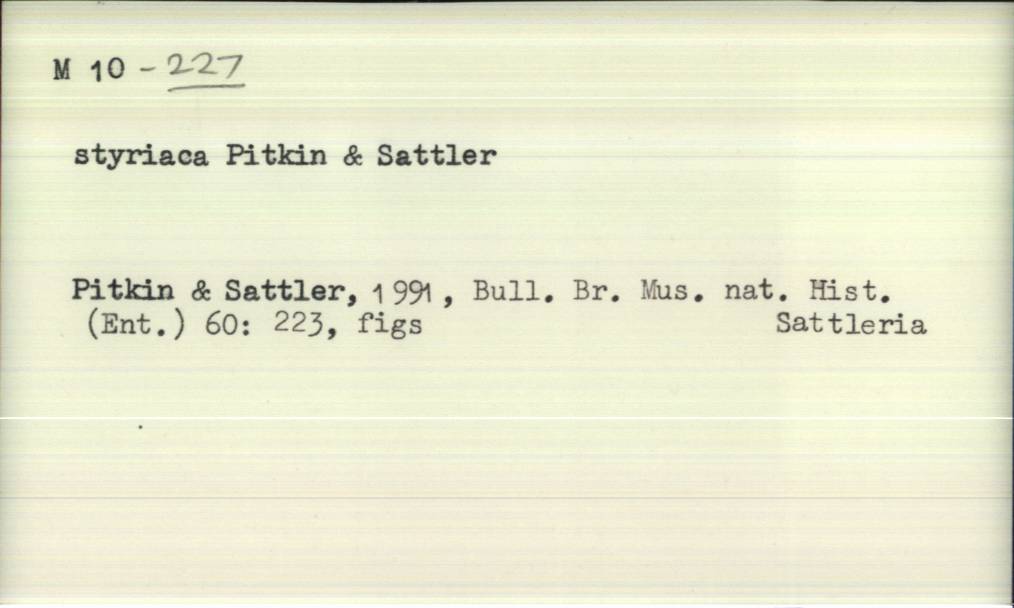 M 10 - 227
styriaca Pitkin & Sattler
Pitkin & Sattler, 1991, Bull. Br. Mus. nat. Hist.
(Ent.) 60: 223, figs Sattleria